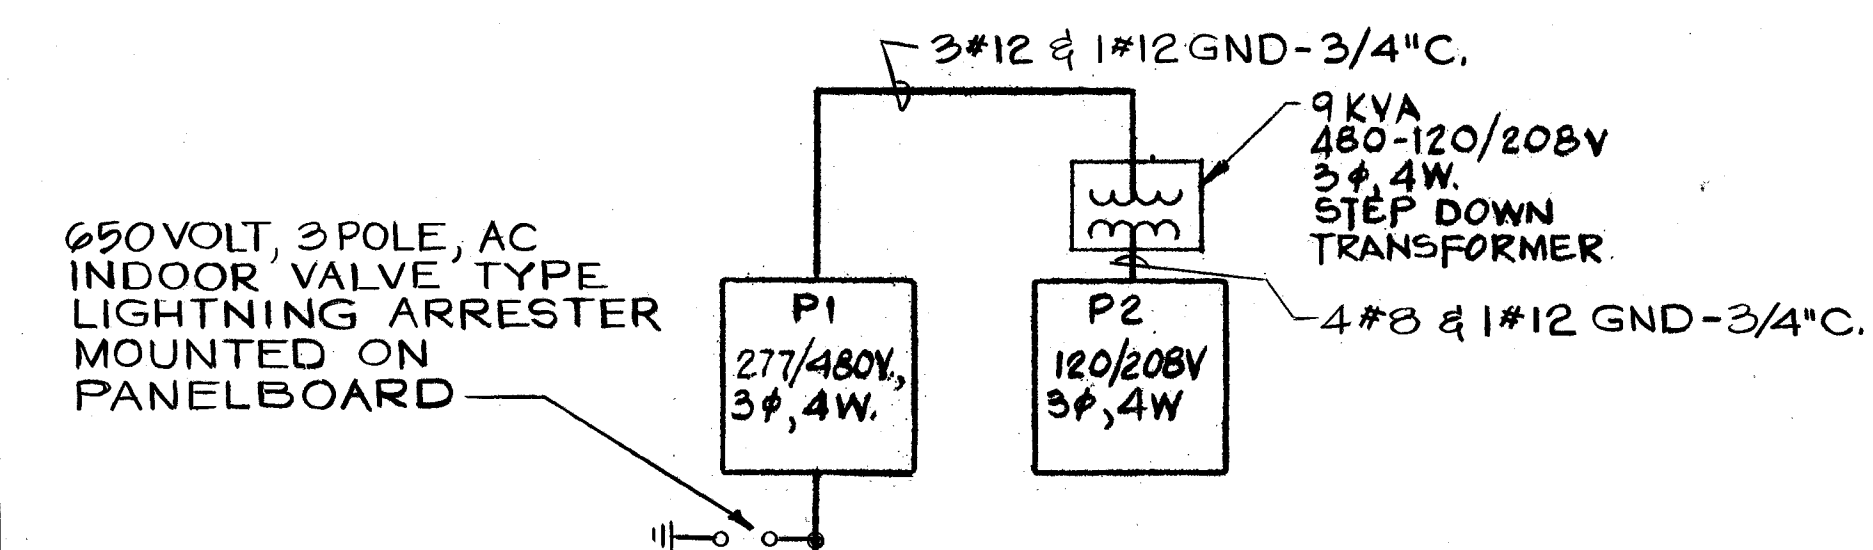 3#12 & 1#12 GND-3/4"C.
9 KVA
480-120/208V
3φ, 4W.
STEP DOWN
TRANSFORMER
650 VOLT, 3 POLE, AC
INDOOR VALVE TYPE
LIGHTNING ARRESTER
MOUNTED ON
PANELBOARD
P1
277/480V.,
3φ, 4W.
P2
120/208V
3φ, 4W
4#8 & 1#12 GND-3/4"C.